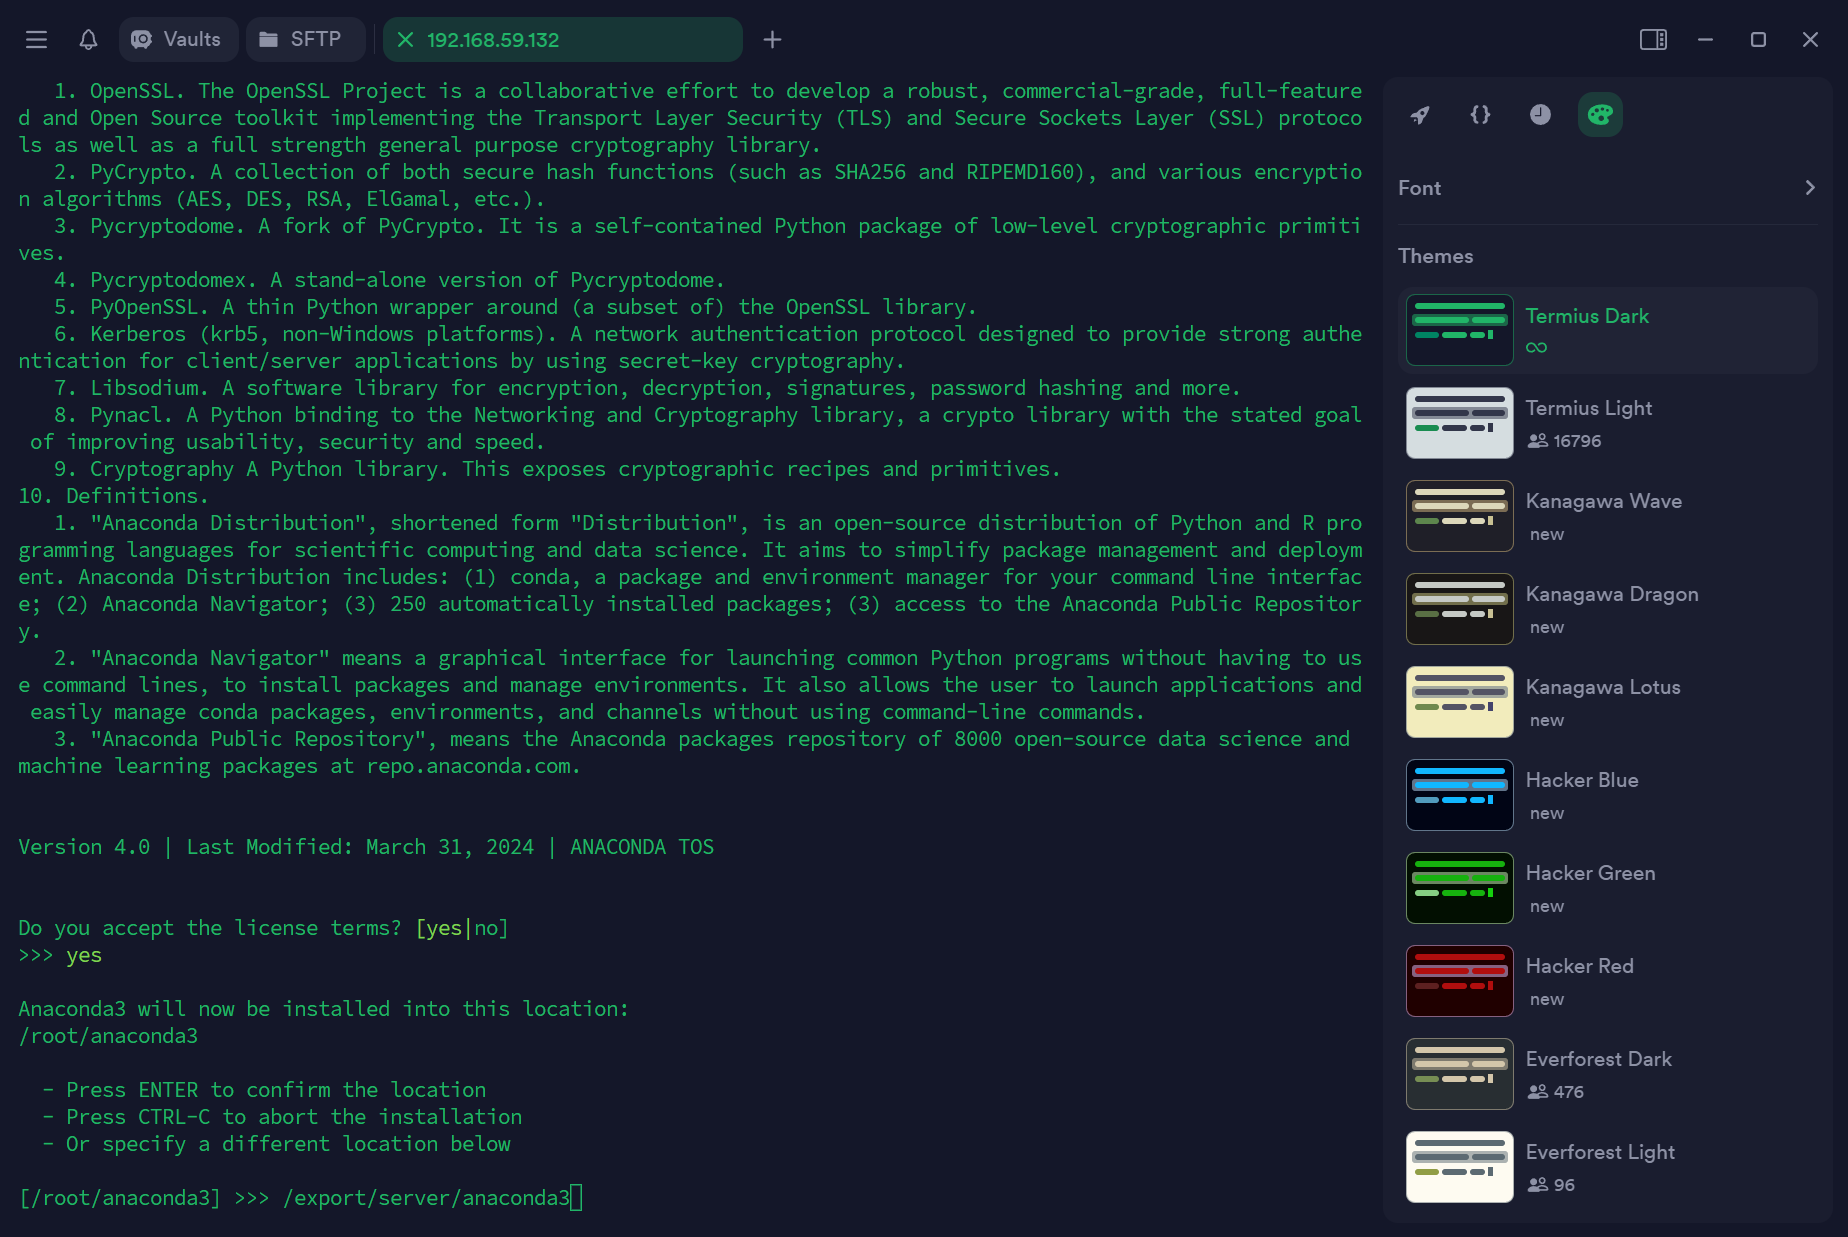 Vaults
SFTP
192.168.59.132
   1. OpenSSL. The OpenSSL Project is a collaborative effort to develop a robust, commercial-grade, full-feature
d and Open Source toolkit implementing the Transport Layer Security (TLS) and Secure Sockets Layer (SSL) protoco
ls as well as a full strength general purpose cryptography library.
   2. PyCrypto. A collection of both secure hash functions (such as SHA256 and RIPEMD160), and various encryptio
n algorithms (AES, DES, RSA, ElGamal, etc.).
   3. Pycryptodome. A fork of PyCrypto. It is a self-contained Python package of low-level cryptographic primiti
ves.
   4. Pycryptodomex. A stand-alone version of Pycryptodome.
   5. PyOpenSSL. A thin Python wrapper around (a subset of) the OpenSSL library.
   6. Kerberos (krb5, non-Windows platforms). A network authentication protocol designed to provide strong authe
ntication for client/server applications by using secret-key cryptography.
   7. Libsodium. A software library for encryption, decryption, signatures, password hashing and more.
   8. Pynacl. A Python binding to the Networking and Cryptography library, a crypto library with the stated goal
 of improving usability, security and speed.
   9. Cryptography A Python library. This exposes cryptographic recipes and primitives.
10. Definitions.
   1. "Anaconda Distribution", shortened form "Distribution", is an open-source distribution of Python and R pro
gramming languages for scientific computing and data science. It aims to simplify package management and deploym
ent. Anaconda Distribution includes: (1) conda, a package and environment manager for your command line interfac
e; (2) Anaconda Navigator; (3) 250 automatically installed packages; (3) access to the Anaconda Public Repositor
y.
   2. "Anaconda Navigator" means a graphical interface for launching common Python programs without having to us
e command lines, to install packages and manage environments. It also allows the user to launch applications and
 easily manage conda packages, environments, and channels without using command-line commands.
   3. "Anaconda Public Repository", means the Anaconda packages repository of 8000 open-source data science and
machine learning packages at repo.anaconda.com.
Version 4.0 | Last Modified: March 31, 2024 | ANACONDA TOS
Do you accept the license terms? [yes|no]
>>> yes
Anaconda3 will now be installed into this location:
/root/anaconda3
  - Press ENTER to confirm the location
  - Press CTRL-C to abort the installation
  - Or specify a different location below
[/root/anaconda3] >>> /export/server/anaconda3
Font
Themes
Termius Dark
Termius Light
16796
Kanagawa Wave
new
Kanagawa Dragon
new
Kanagawa Lotus
new
Hacker Blue
new
Hacker Green
new
Hacker Red
new
Everforest Dark
476
Everforest Light
96